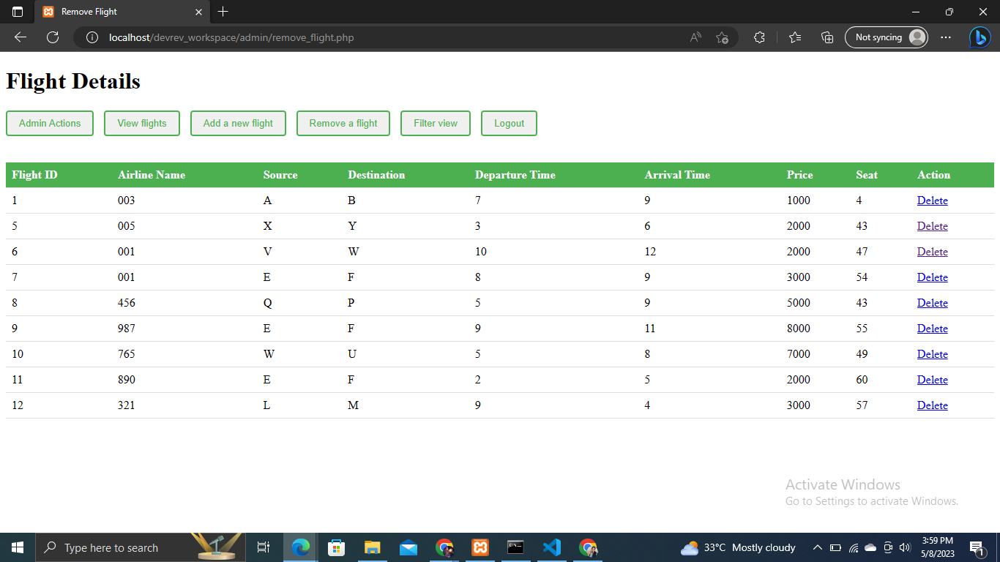 Remove Flight
localhost/devrev_workspace/admin/remove_flight.php
Not syncing
Flight Details
Admin Actions View flights Add a new flight Remove a flight Filter view Logout
Flight ID Airline Name Source Destination Departure Time Arrival Time Price Seat Action
1 003 A B 7 9 1000 4 Delete
5 005 X Y 3 6 2000 43 Delete
6 001 V W 10 12 2000 47 Delete
7 001 E F 8 9 3000 54 Delete
8 456 Q P 5 9 5000 43 Delete
9 987 E F 9 11 8000 55 Delete
10 765 W U 5 8 7000 49 Delete
11 890 E F 2 5 2000 60 Delete
12 321 L M 9 4 3000 57 Delete
Activate Windows
Go to Settings to activate Windows.
Type here to search
33°C Mostly cloudy
3:59 PM
5/8/2023
1